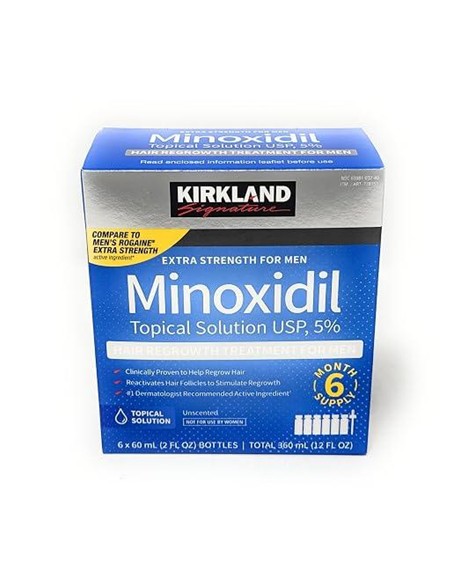 EXTRA STRENGTH FOR MEN
Minoxidil
Topical Solution USP, 5%
HAIR REGROWTH TREATMENT FOR MEN
Read enclosed information leaflet before use
KIRKLAND
Signature
COMPARE TO
MEN'S ROGAINE®
EXTRA STRENGTH
active ingredient*
EXTRA STRENGTH FOR MEN
Minoxidil
Topical Solution USP, 5%
HAIR REGROWTH TREATMENT FOR MEN
Clinically Proven to Help Regrow Hair
Reactivates Hair Follicles to Stimulate Regrowth
#1 Dermatologist Recommended Active Ingredient†
MONTH
6
SUPPLY
TOPICAL
SOLUTION
Unscented
NOT FOR USE BY WOMEN
6 x 60 mL (2 FL OZ) BOTTLES | TOTAL 360 mL (12 FL OZ)